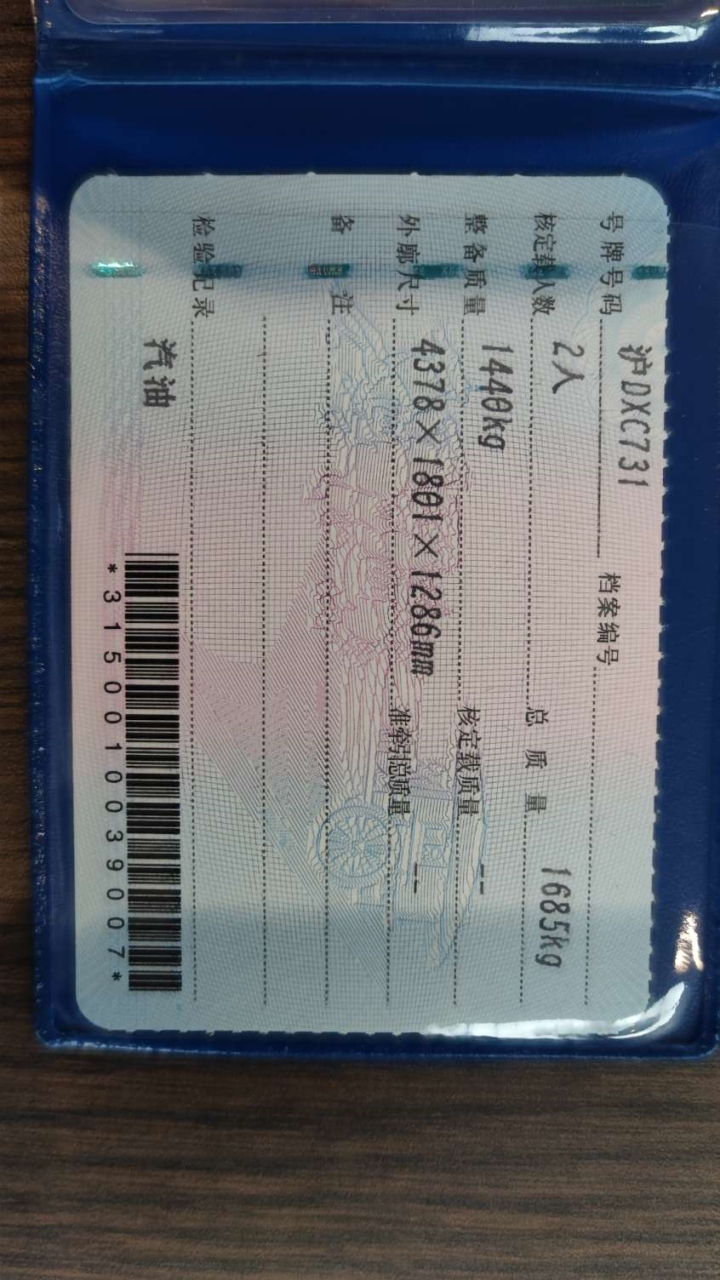 号牌号码 沪DXC731 档案编号
核定载人数 2人 总质量 1685kg
整备质量 1440kg 核定载质量 --
外廓尺寸 4378×1801×1286mm 准牵引总质量 --
备注
检验记录
汽油
*3150010039007*